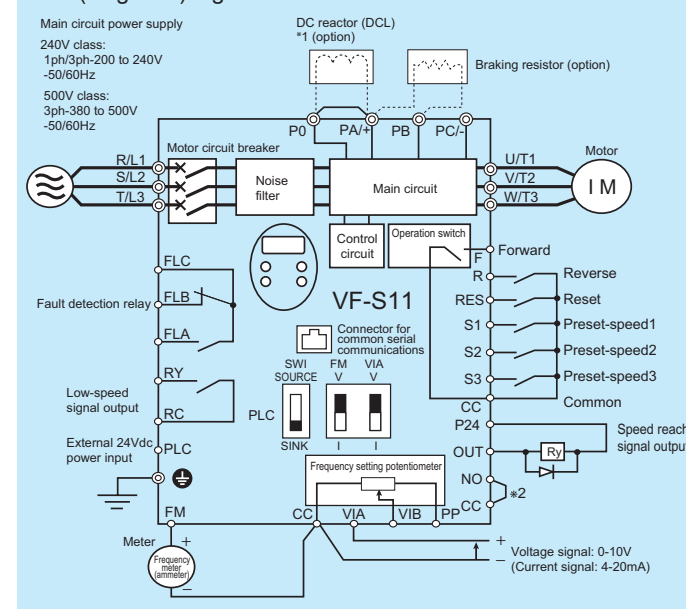 Main circuit power supply
240V class:
1ph/3ph-200 to 240V
-50/60Hz
500V class:
3ph-380 to 500V
-50/60Hz
DC reactor (DCL)
*1 (option)
Braking resistor (option)
P0 PA/+ PB PC/-
Motor circuit breaker
R/L1
S/L2
T/L3
Noise
filter
Main circuit
U/T1
V/T2
W/T3
Motor
I M
Control
circuit
Operation switch
F
Forward
R
Reverse
RES
Reset
S1
Preset-speed1
S2
Preset-speed2
S3
Preset-speed3
CC
Common
P24
OUT
Ry
Speed reach
signal output
NO
CC
※2
FLC
FLB
FLA
Fault detection relay
RY
RC
Low-speed
signal output
External 24Vdc
power input
PLC
VF-S11
Connector for
common serial
communications
SWI
SOURCE
PLC
SINK
FM VIA
V V
I I
Frequency setting potentiometer
FM
CC VIA VIB PP
Meter
+
Frequency
meter
(ammeter)
−
+
−
Voltage signal: 0-10V
(Current signal: 4-20mA)